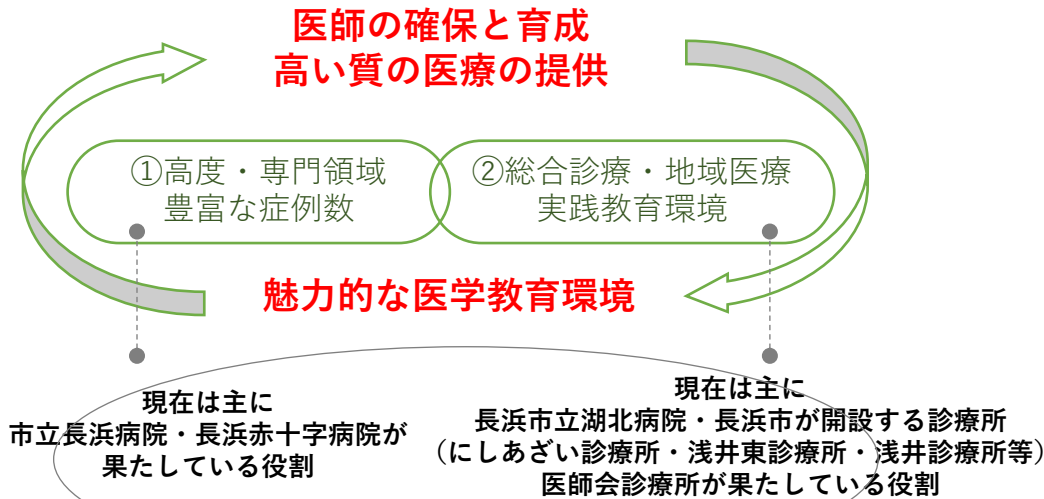 医師の確保と育成
高い質の医療の提供
①高度・専門領域
豊富な症例数
②総合診療・地域医療
実践教育環境
魅力的な医学教育環境
現在は主に
市立長浜病院・長浜赤十字病院が
果たしている役割
現在は主に
長浜市立湖北病院・長浜市が開設する診療所
（にしあざい診療所・浅井東診療所・浅井診療所等）
医師会診療所が果たしている役割